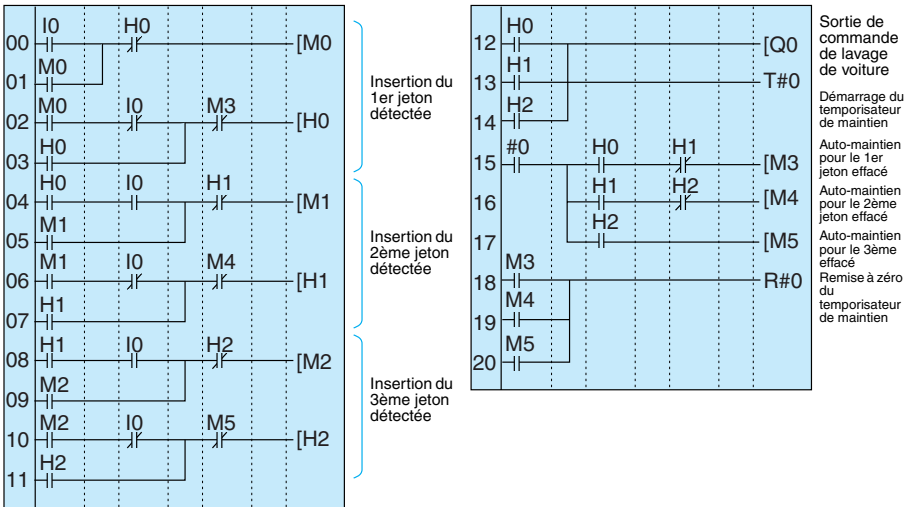 I0 H0
00 [M0
M0
01
M0 I0 M3
02 [H0
H0
03
H0 I0 H1
04 [M1
M1
05
M1 I0 M4
06 [H1
H1
07
H1 I0 H2
08 [M2
M2
09
M2 I0 M5
10 [H2
H2
11
Insertion du
1er jeton
détectée
Insertion du
2ème jeton
détectée
Insertion du
3ème jeton
détectée
H0
12 [Q0
H1
13 T#0
H2
14
#0 H0 H1
15 [M3
H1 H2
16 [M4
H2
17 [M5
M3
18 R#0
M4
19
M5
20
Sortie de
commande
de lavage
de voiture
Démarrage du
temporisateur
de maintien
Auto-maintien
pour le 1er
jeton effacé
Auto-maintien
pour le 2ème
jeton effacé
Auto-maintien
pour le 3ème
effacé
Remise à zéro
du
temporisateur
de maintien